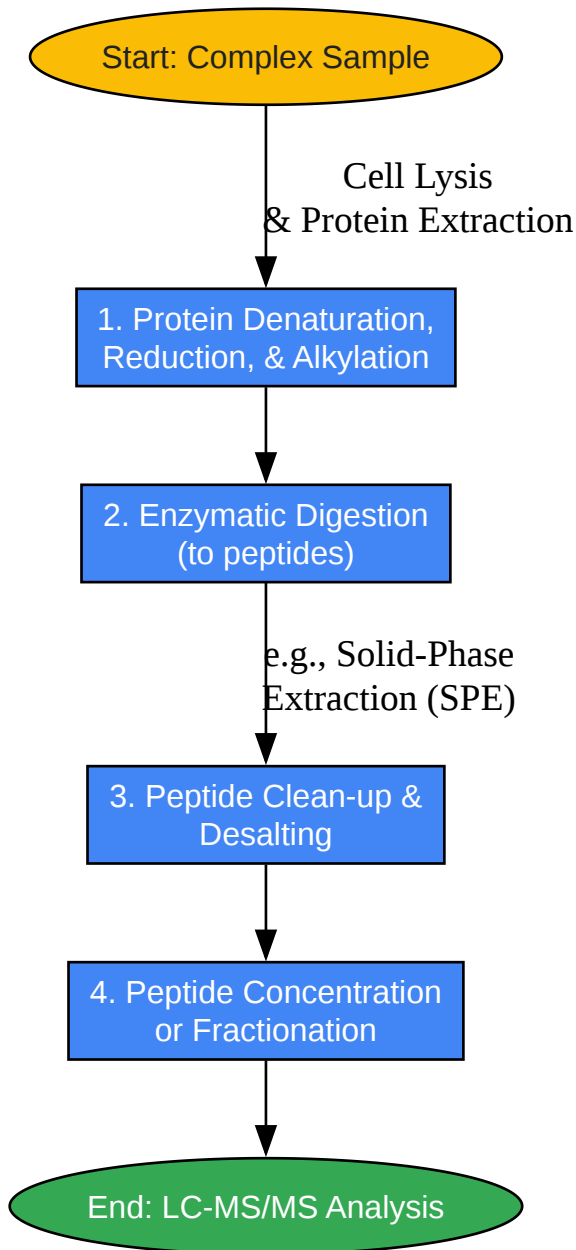 Start: Complex Sample
Cell Lysis
& Protein Extraction
1. Protein Denaturation,
Reduction, & Alkylation
2. Enzymatic Digestion
(to peptides)
e.g., Solid-Phase
Extraction (SPE)
3. Peptide Clean-up &
Desalting
4. Peptide Concentration
or Fractionation
End: LC-MS/MS Analysis